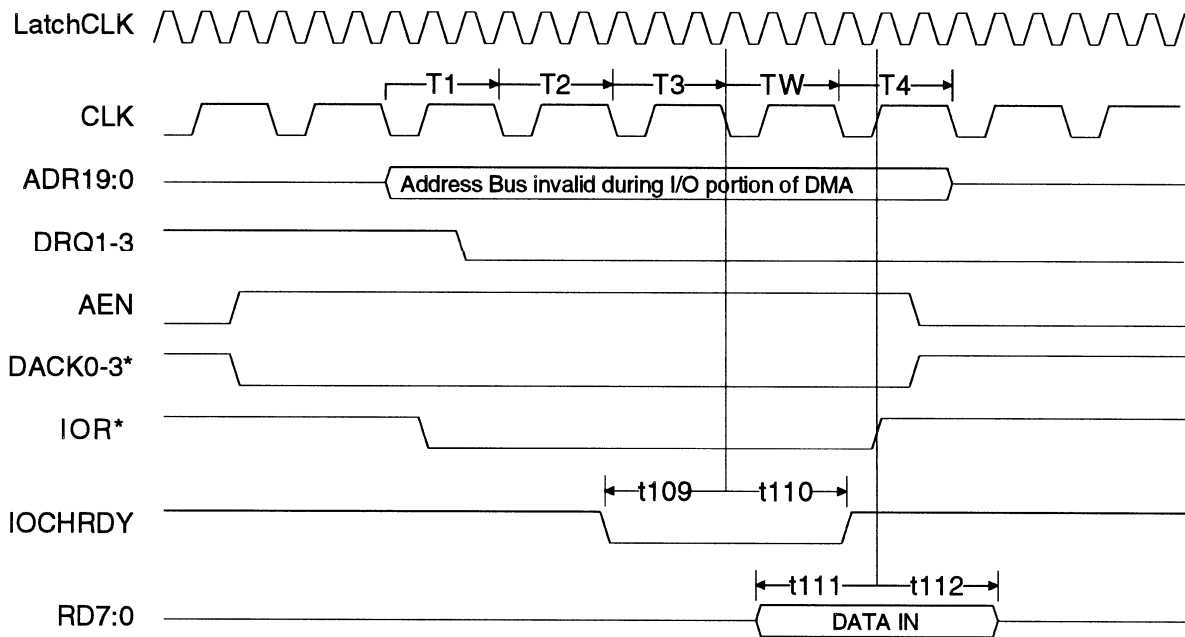 LatchCLK
T1 T2 T3 TW T4
CLK
ADR19:0 Address Bus invalid during I/O portion of DMA
DRQ1-3
AEN
DACK0-3*
IOR*
t109 t110
IOCHRDY
t111 t112
RD7:0 DATA IN